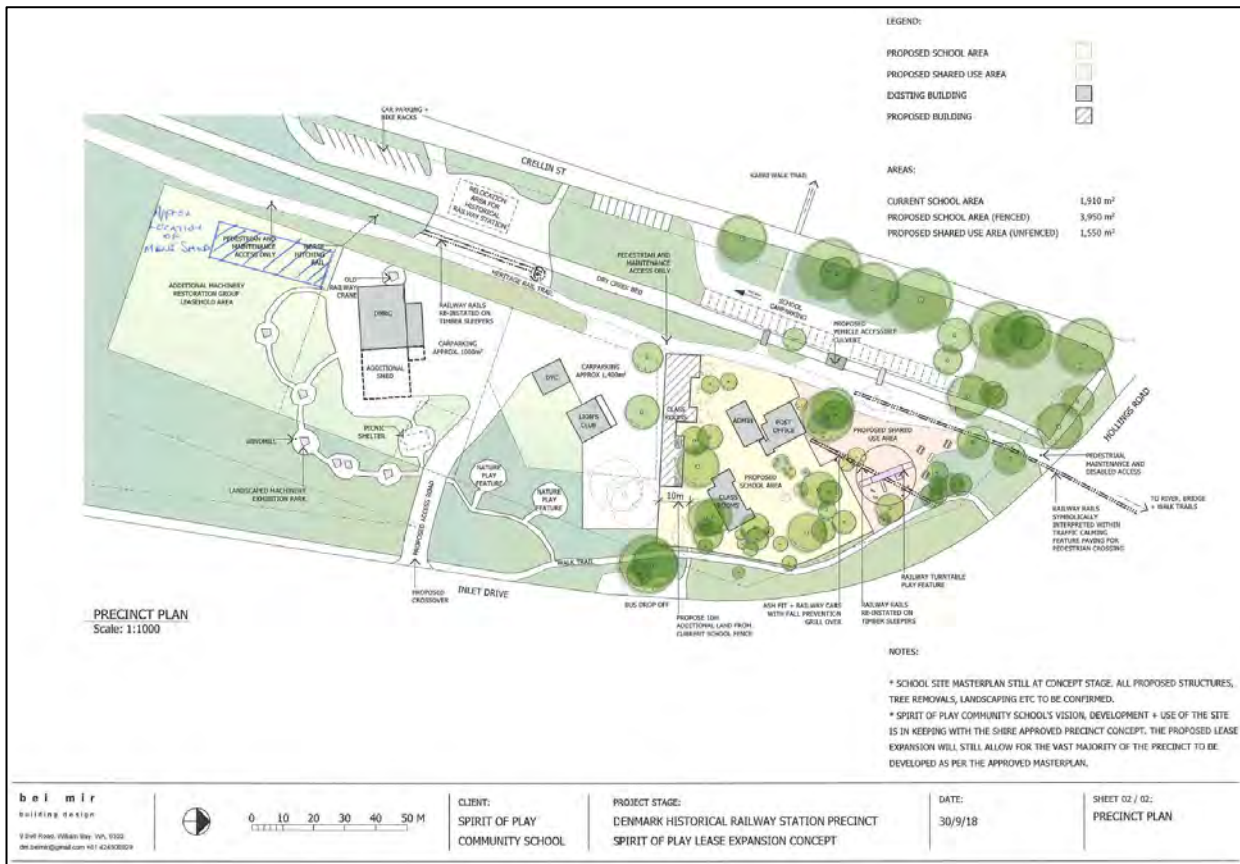 LEGEND:
PROPOSED SCHOOL AREA
PROPOSED SHARED USE AREA
EXISTING BUILDING
PROPOSED BUILDING
AREAS:
CURRENT SCHOOL AREA 1,910 m²
PROPOSED SCHOOL AREA (FENCED) 3,950 m²
PROPOSED SHARED USE AREA (UNFENCED) 1,550 m²
CAR PARKING +
BIKE RACKS
CRELLIN ST
KARRI WALK TRAIL
RELOCATION
AREA FOR
HISTORICAL
RAILWAY STATION
LOCATION
OF
PEDESTRIAN AND
MAINTENANCE
ACCESS ONLY
HORSE
HITCHING
RAIL
ADDITIONAL MACHINERY
RESTORATION GROUP
LEASEHOLD AREA
OLD
RAILWAY
CRANE
HERITAGE RAIL TRAIL
RAILWAY RAILS
RE-INSTATED ON
TIMBER SLEEPERS
CARPARKING
APPROX 1000m²
ADDITIONAL
SHED
PEDESTRIAN AND
MAINTENANCE
ACCESS ONLY
DRY CREEK BED
SCHOOL
CARPARKING
PROPOSED
VEHICLE ACCESSIBLE
CULVERT
CARPARKING
APPROX 1,400m²
LION'S
CLUB
CLASS
ROOMS
ADMIN
POST
OFFICE
PROPOSED SHARED
USE AREA
PROPOSED
SCHOOL AREA
CLASS
ROOMS
10m
HOLLINGS ROAD
PEDESTRIAN,
MAINTENANCE AND
DISABLED ACCESS
TO RIVER, BRIDGE
+ WALK TRAILS
RAILWAY RAILS
SYMBOLICALLY
INTERPRETED WITHIN
TRAFFIC CALMING
FEATURE PAVING FOR
PEDESTRIAN CROSSING
WINDMILL
PICNIC
SHELTER
LANDSCAPED MACHINERY
EXHIBITION PARK
NATURE
PLAY
FEATURE
NATURE
PLAY
FEATURE
PROPOSED ACCESS ROAD
WALK TRAIL
PROPOSED
CROSSOVER
INLET DRIVE
BUS DROP OFF
PROPOSE 10m
ADDITIONAL LAND FROM
CURRENT SCHOOL FENCE
ASH PIT + RAILWAY CARS
WITH FALL PREVENTION
GRILL OVER
RAILWAY RAILS
RE-INSTATED ON
TIMBER SLEEPERS
RAILWAY TURNTABLE
PLAY FEATURE
PRECINCT PLAN
Scale: 1:1000
NOTES:
* SCHOOL SITE MASTERPLAN STILL AT CONCEPT STAGE. ALL PROPOSED STRUCTURES,
TREE REMOVALS, LANDSCAPING ETC TO BE CONFIRMED.
* SPIRIT OF PLAY COMMUNITY SCHOOL'S VISION, DEVELOPMENT + USE OF THE SITE
IS IN KEEPING WITH THE SHIRE APPROVED PRECINCT CONCEPT. THE PROPOSED LEASE
EXPANSION WILL STILL ALLOW FOR THE VAST MAJORITY OF THE PRECINCT TO BE
DEVELOPED AS PER THE APPROVED MASTERPLAN.
bei mir
building design
0 10 20 30 40 50 M
CLIENT:
SPIRIT OF PLAY
COMMUNITY SCHOOL
PROJECT STAGE:
DENMARK HISTORICAL RAILWAY STATION PRECINCT
SPIRIT OF PLAY LEASE EXPANSION CONCEPT
DATE:
30/9/18
SHEET 02 / 02:
PRECINCT PLAN